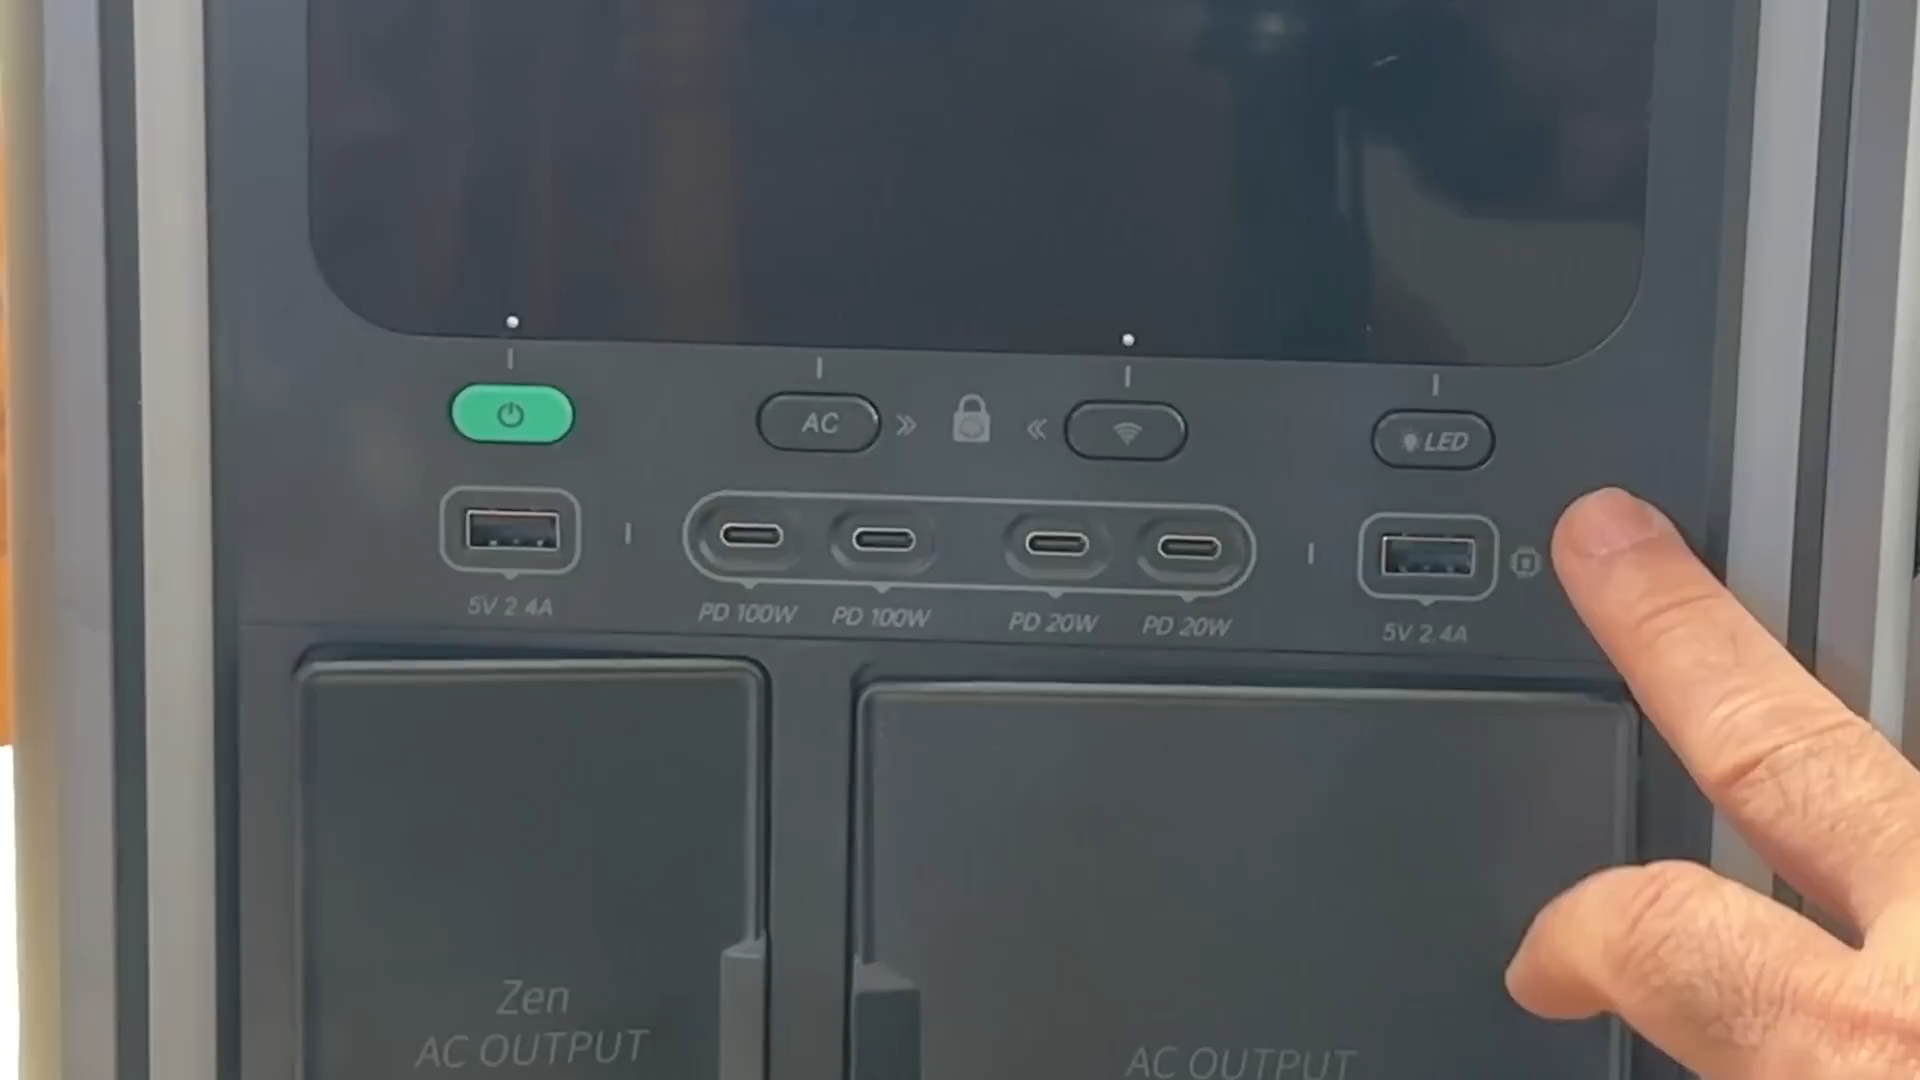 AC
LED
5V 2.4A
PD 100W
PD 100W
PD 20W
PD 20W
5V 2.4A
Zen
AC OUTPUT
AC OUTPUT